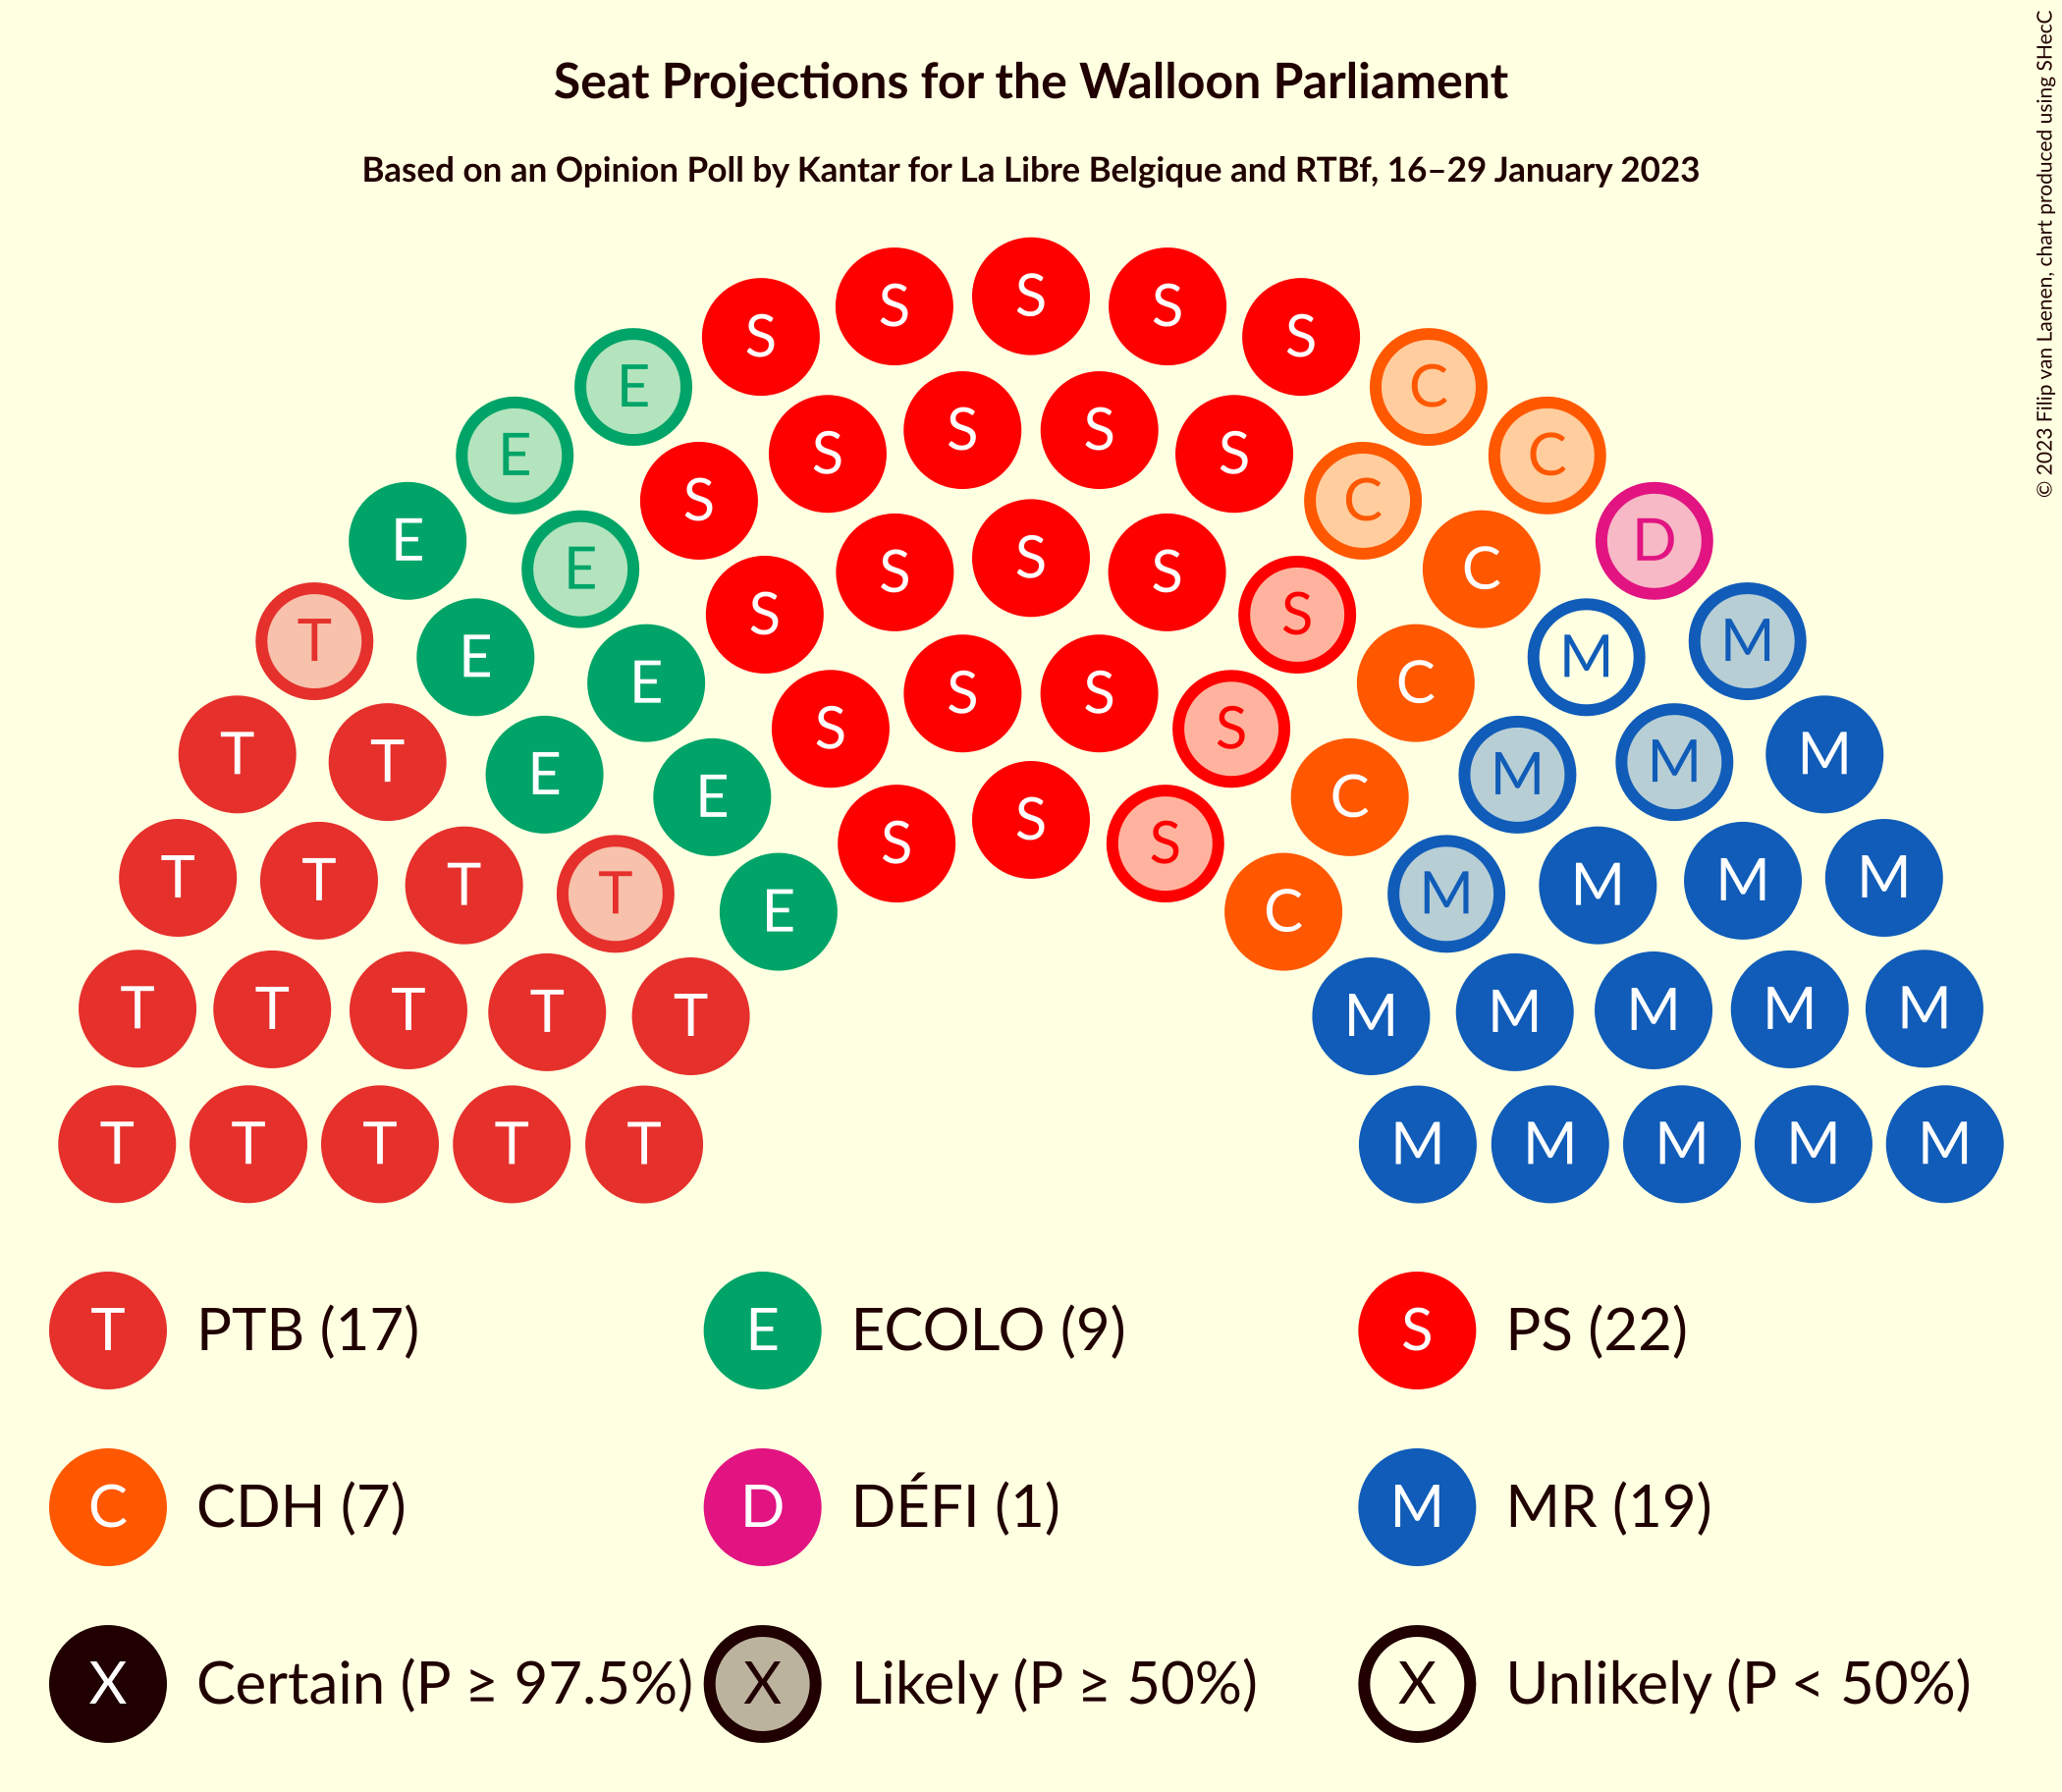 Seat Projections for the Walloon Parliament
Based on an Opinion Poll by Kantar for La Libre Belgique and RTBf, 16–29 January 2023
© 2023 Filip van Laenen, chart produced using SHecC
S
S S
S S
E C
S S
E S S C
S C
E D
S
E S S C
S S
T M
E M
E S S C
S S
T T M M
E M
E C
S
S S
T T T T M M M M
E C
T T T T T M M M M M
T T T T T M M M M M
T PTB (17) E ECOLO (9) S PS (22)
C CDH (7) D DÉFI (1) M MR (19)
X Certain (P ≥ 97.5%) X Likely (P ≥ 50%) X Unlikely (P < 50%)